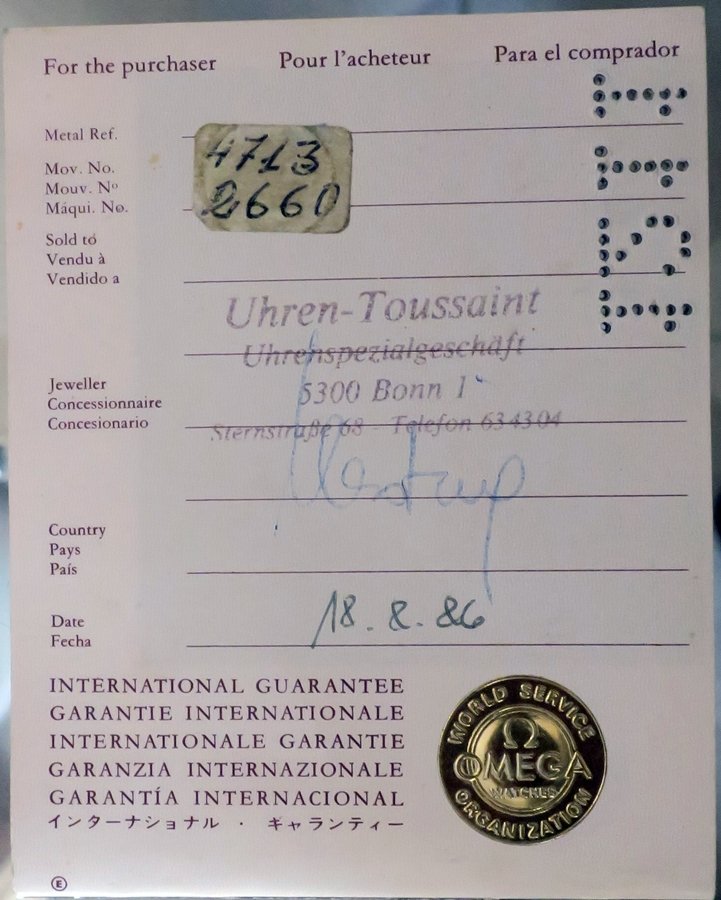 For the purchaser Pour l'acheteur Para el comprador
Metal Ref.
4713
2660
Mov. No.
Mouv. Nº
Máqui. No.
Sold to
Vendu à
Vendido a
Uhren-Toussaint
Uhrenspezialgeschäft
5300 Bonn 1
Sternstraße 68 - Telefon 634304
Jeweller
Concessionnaire
Concesionario
Country
Pays
País
Date
Fecha
18.8.86
INTERNATIONAL GUARANTEE
GARANTIE INTERNATIONALE
INTERNATIONALE GARANTIE
GARANZIA INTERNAZIONALE
GARANTÍA INTERNACIONAL
インターナショナル・ギャランティー
WORLD SERVICE
Ω
OMEGA
WATCHES
ORGANIZATION
E